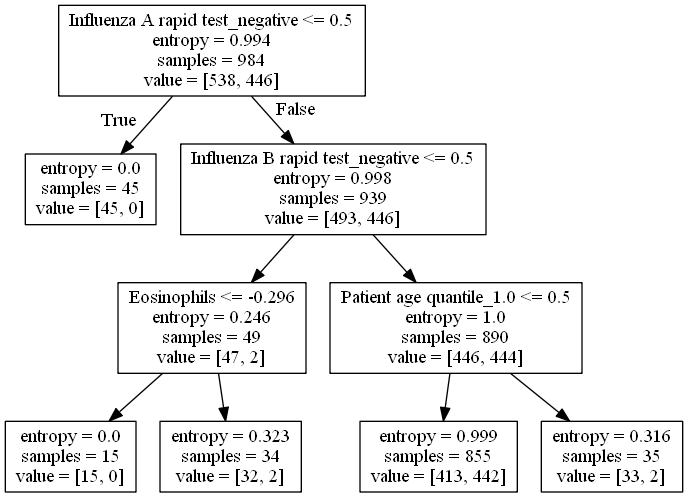 Influenza A rapid test_negative <= 0.5
entropy = 0.994
samples = 984
value = [538, 446]
True
False
entropy = 0.0
samples = 45
value = [45, 0]
Influenza B rapid test_negative <= 0.5
entropy = 0.998
samples = 939
value = [493, 446]
Eosinophils <= -0.296
entropy = 0.246
samples = 49
value = [47, 2]
Patient age quantile_1.0 <= 0.5
entropy = 1.0
samples = 890
value = [446, 444]
entropy = 0.0
samples = 15
value = [15, 0]
entropy = 0.323
samples = 34
value = [32, 2]
entropy = 0.999
samples = 855
value = [413, 442]
entropy = 0.316
samples = 35
value = [33, 2]